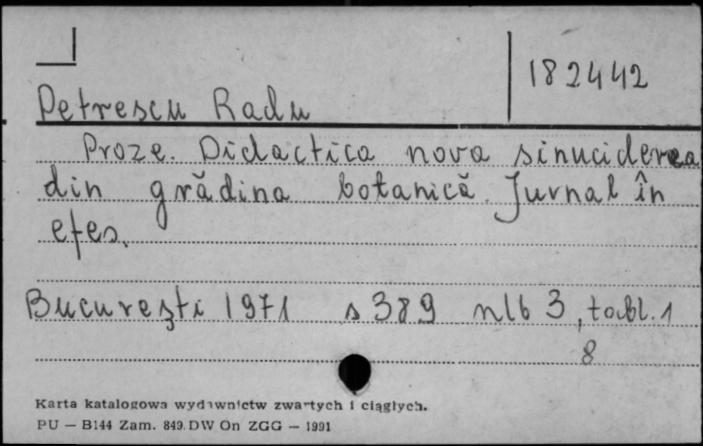 182442
Petrescu Radu
Proze. Didactica nova sinuciderea
din grădina botanică. Jurnal în
efes.
București 1971 s 389 nlb 3, tabl. 1
8
Karta katalogowa wydawnictw zwartych i ciągłych.
PU — B144 Zam. 849. DW On ZGG — 1991